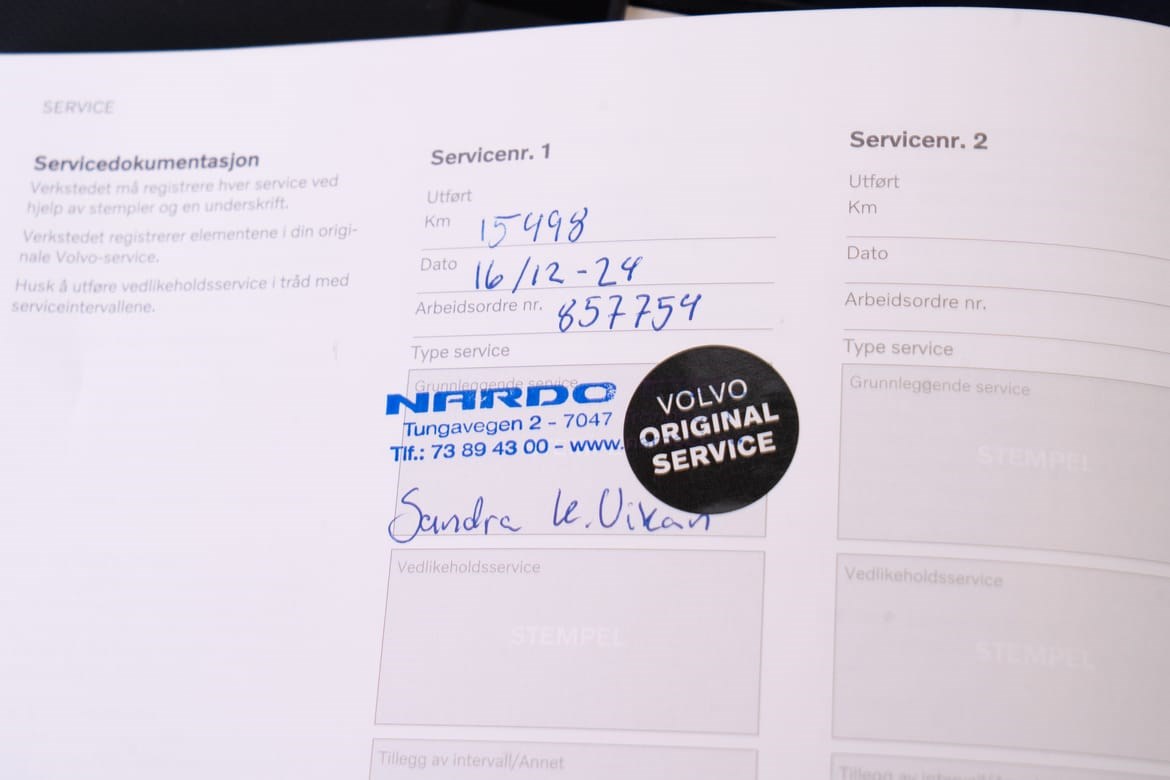 SERVICE
Servicedokumentasjon
Verkstedet må registrere hver service ved
hjelp av stempler og en underskrift.
Verkstedet registrerer elementene i din origi-
nale Volvo-service.
Husk å utføre vedlikeholdsservice i tråd med
serviceintervallene.
Servicenr. 1
Utført
Km 15498
Dato 16/12-24
Arbeidsordre nr. 857754
Type service
Grunnleggende service
NARDO
Tungavegen 2 - 7047
Tlf.: 73 89 43 00 - www.
VOLVO
ORIGINAL
SERVICE
Sandra K. Vikan
Vedlikeholdsservice
STEMPEL
Tillegg av intervall/Annet
Servicenr. 2
Utført
Km
Dato
Arbeidsordre nr.
Type service
Grunnleggende service
STEMPEL
Vedlikeholdsservice
STEMPEL
Tillegg av intervall/